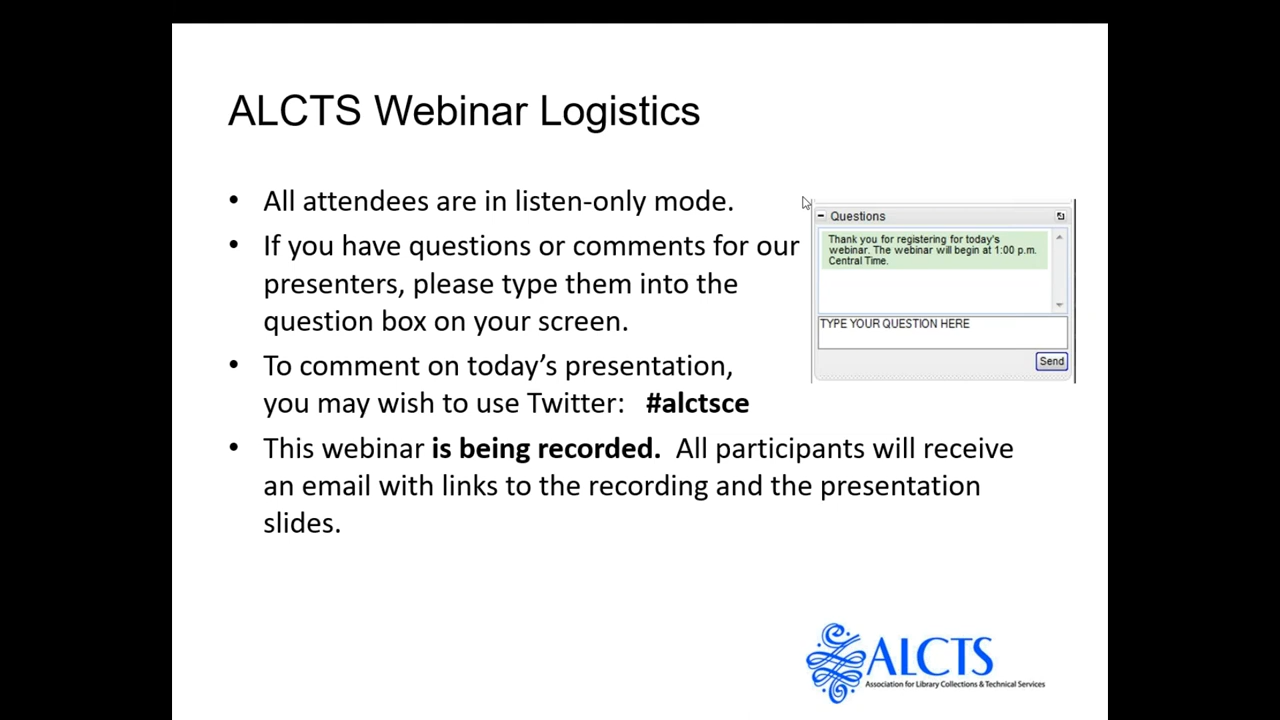 ALCTS Webinar Logistics
• All attendees are in listen-only mode.
• If you have questions or comments for our
presenters, please type them into the
question box on your screen.
• To comment on today’s presentation,
you may wish to use Twitter: #alctsce
• This webinar is being recorded. All participants will receive
an email with links to the recording and the presentation
slides.
Questions
Thank you for registering for today's
webinar. The webinar will begin at 1:00 p.m.
Central Time.
TYPE YOUR QUESTION HERE
Send
ALCTS
Association for Library Collections & Technical Services